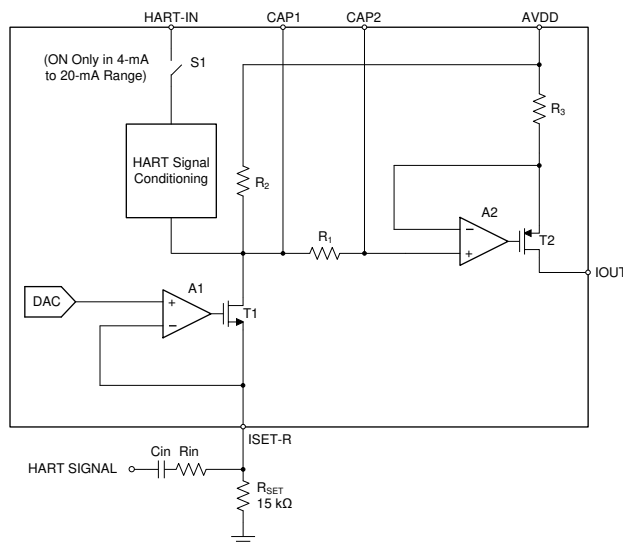 HART-IN
CAP1
CAP2
AVDD
(ON Only in 4-mA
to 20-mA Range)
S1
R3
HART Signal
Conditioning
R2
A2
R1
−
+
T2
IOUT
A1
DAC
+
−
T1
ISET-R
Cin
Rin
HART SIGNAL
RSET
15 kΩ